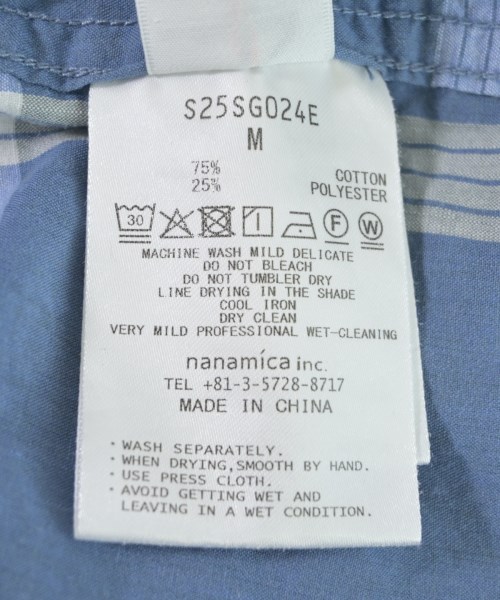 S25SG024E
M
75% COTTON
25% POLYESTER
30 F W
MACHINE WASH MILD DELICATE
DO NOT BLEACH
DO NOT TUMBLER DRY
LINE DRYING IN THE SHADE
COOL IRON
DRY CLEAN
VERY MILD PROFESSIONAL WET-CLEANING
nanamica inc.
TEL +81-3-5728-8717
MADE IN CHINA
・WASH SEPARATELY.
・WHEN DRYING,SMOOTH BY HAND.
・USE PRESS CLOTH.
・AVOID GETTING WET AND
LEAVING IN A WET CONDITION.